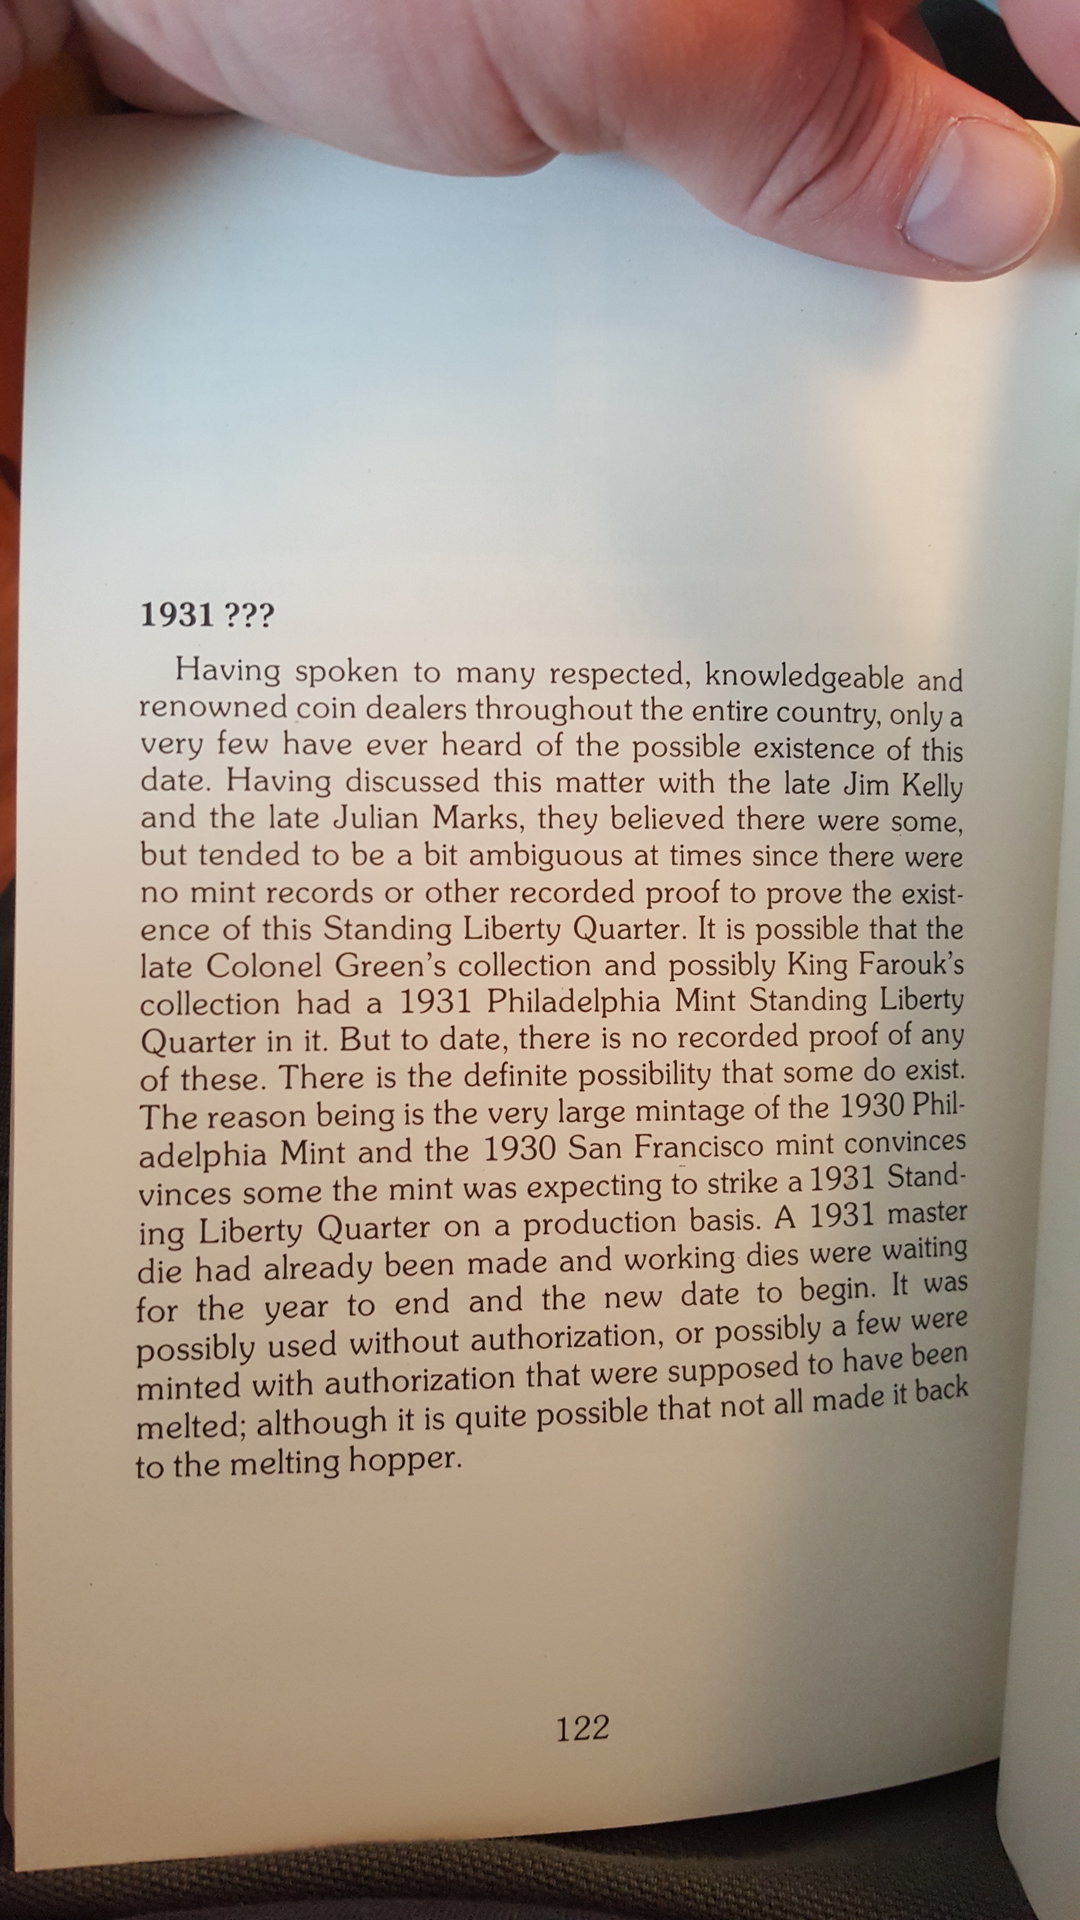 1931 ???
Having spoken to many respected, knowledgeable and
renowned coin dealers throughout the entire country, only a
very few have ever heard of the possible existence of this
date. Having discussed this matter with the late Jim Kelly
and the late Julian Marks, they believed there were some,
but tended to be a bit ambiguous at times since there were
no mint records or other recorded proof to prove the exist-
ence of this Standing Liberty Quarter. It is possible that the
late Colonel Green's collection and possibly King Farouk's
collection had a 1931 Philadelphia Mint Standing Liberty
Quarter in it. But to date, there is no recorded proof of any
of these. There is the definite possibility that some do exist.
The reason being is the very large mintage of the 1930 Phil-
adelphia Mint and the 1930 San Francisco mint convinces
vinces some the mint was expecting to strike a 1931 Stand-
ing Liberty Quarter on a production basis. A 1931 master
die had already been made and working dies were waiting
for the year to end and the new date to begin. It was
possibly used without authorization, or possibly a few were
minted with authorization that were supposed to have been
melted; although it is quite possible that not all made it back
to the melting hopper.
122